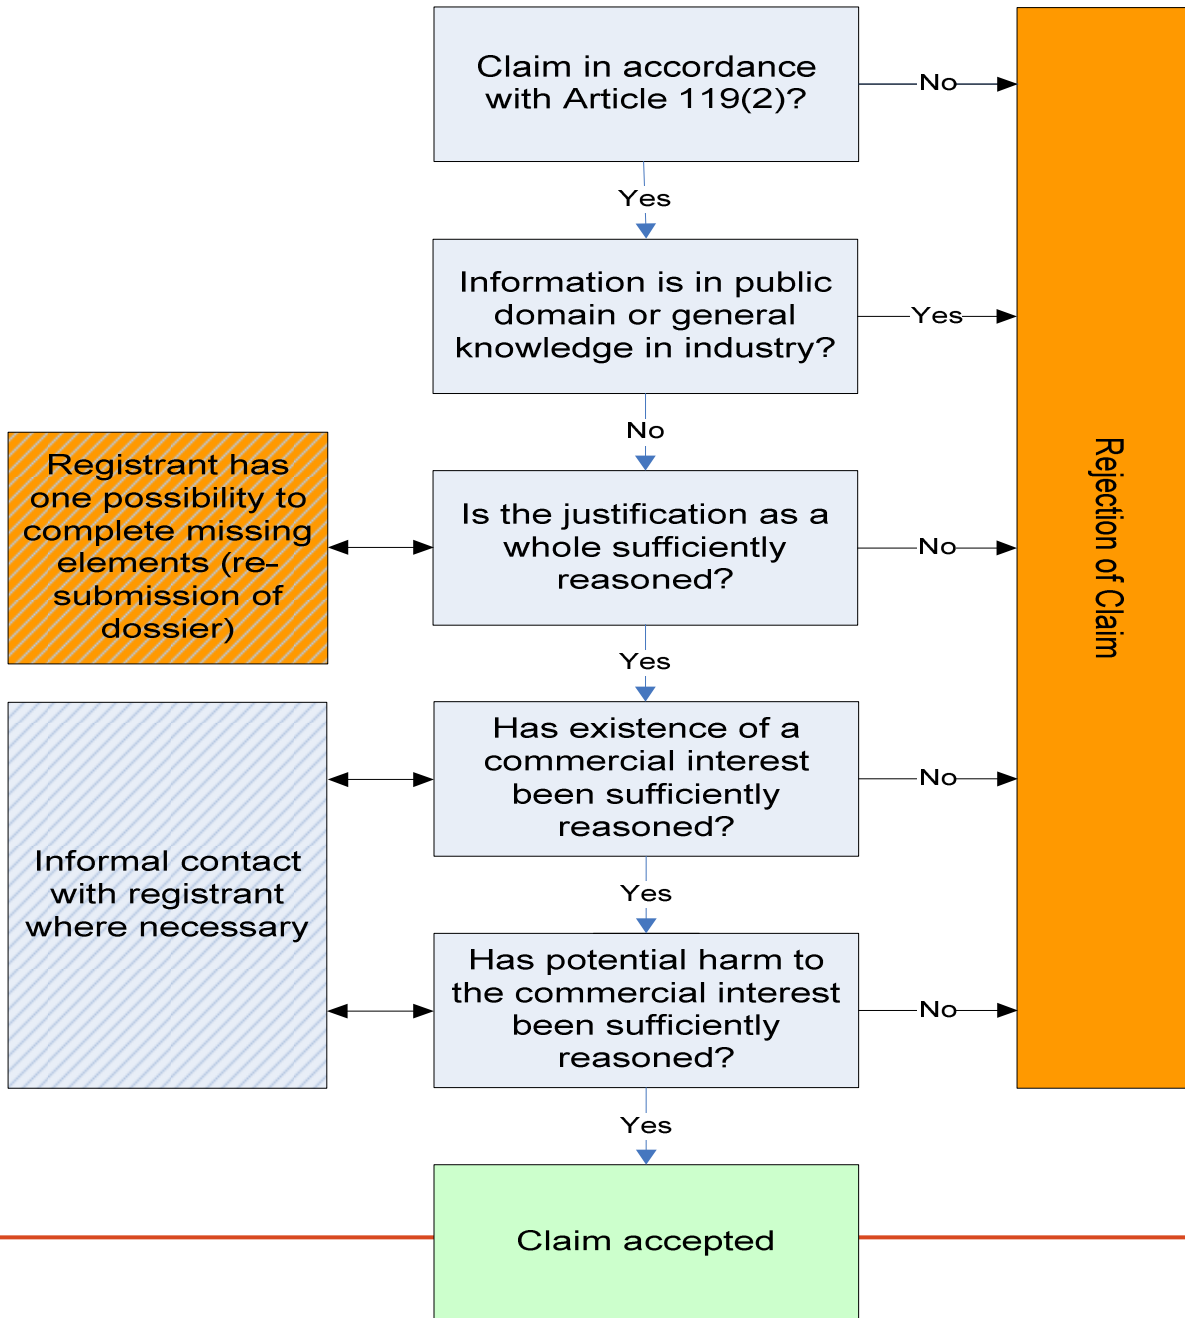 Claim in accordance
with Article 119(2)?
No
Yes
Information is in public
domain or general
knowledge in industry?
Yes
No
Registrant has
one possibility to
complete missing
elements (re-
submission of
dossier)
Is the justification as a
whole sufficiently
reasoned?
No
Rejection of Claim
Yes
Has existence of a
commercial interest
been sufficiently
reasoned?
No
Informal contact
with registrant
where necessary
Yes
Has potential harm to
the commercial interest
been sufficiently
reasoned?
No
Yes
Claim accepted